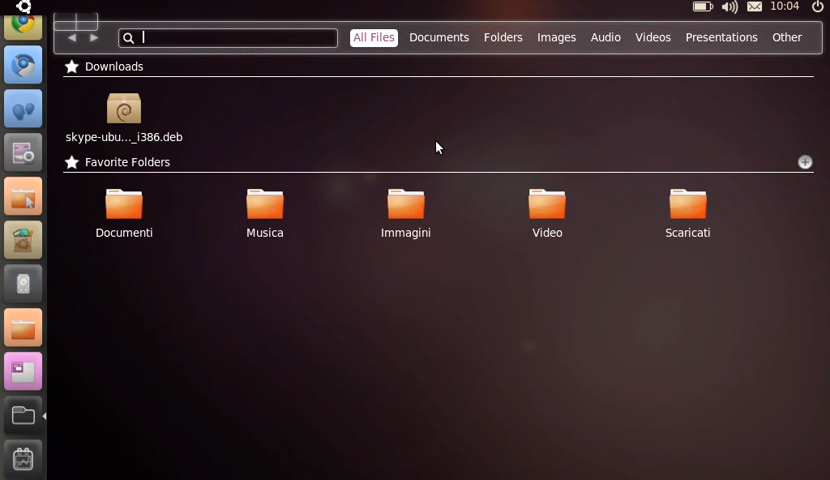 10:04
All Files Documents Folders Images Audio Videos Presentations Other
Downloads
skype-ubu..._i386.deb
Favorite Folders
Documenti Musica Immagini Video Scaricati